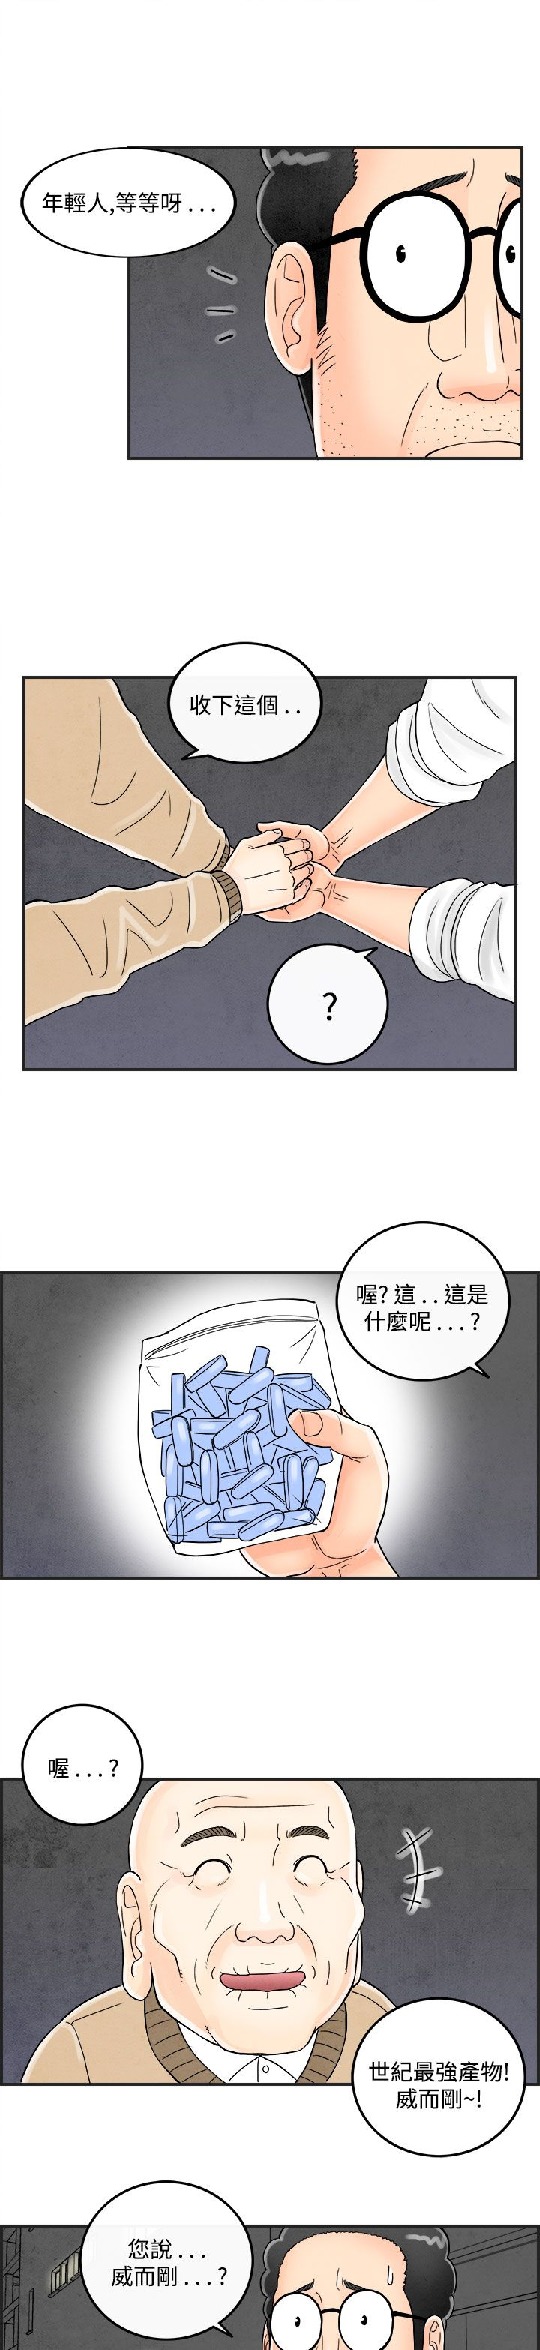 年輕人,等等呀 . . .
收下這個 . .
?
喔? 這 . . 這是
什麼呢 . . . ?
喔 . . . ?
世紀最強產物!
威而剛~!
您說 . . .
威而剛 . . . ?